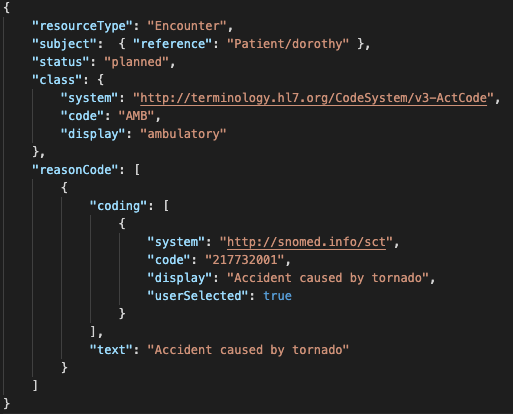 {
    "resourceType": "Encounter",
    "subject":  { "reference": "Patient/dorothy" },
    "status": "planned",
    "class": {
        "system": "http://terminology.hl7.org/CodeSystem/v3-ActCode",
        "code": "AMB",
        "display": "ambulatory"
    },
    "reasonCode": [
        {
            "coding": [
                {
                    "system": "http://snomed.info/sct",
                    "code": "217732001",
                    "display": "Accident caused by tornado",
                    "userSelected": true
                }
            ],
            "text": "Accident caused by tornado"
        }
    ]
}